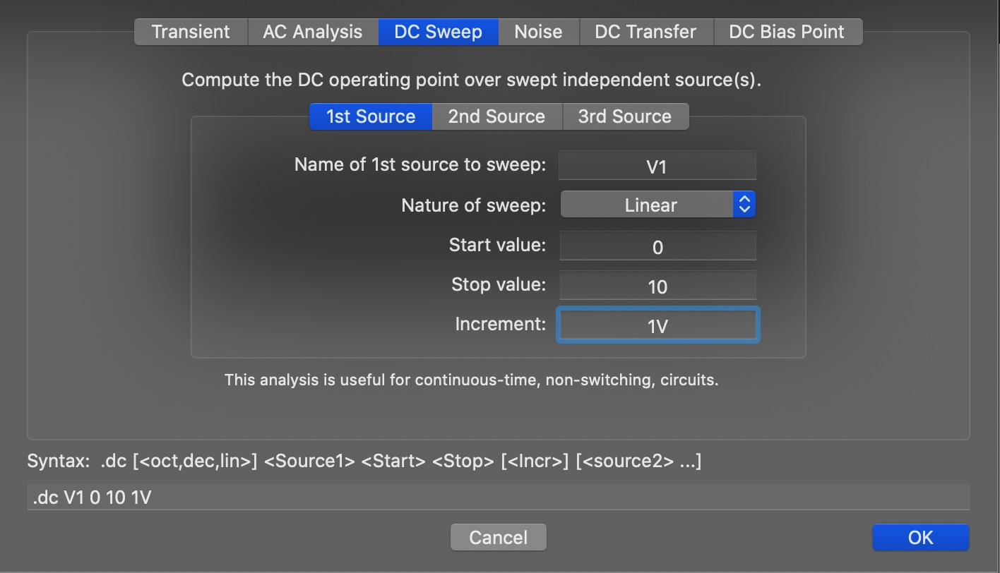 Transient AC Analysis DC Sweep Noise DC Transfer DC Bias Point
Compute the DC operating point over swept independent source(s).
1st Source 2nd Source 3rd Source
Name of 1st source to sweep: V1
Nature of sweep: Linear
Start value: 0
Stop value: 10
Increment: 1V
This analysis is useful for continuous-time, non-switching, circuits.
Syntax: .dc [<oct,dec,lin>] <Source1> <Start> <Stop> [<Incr>] [<source2> ...]
.dc V1 0 10 1V
Cancel OK